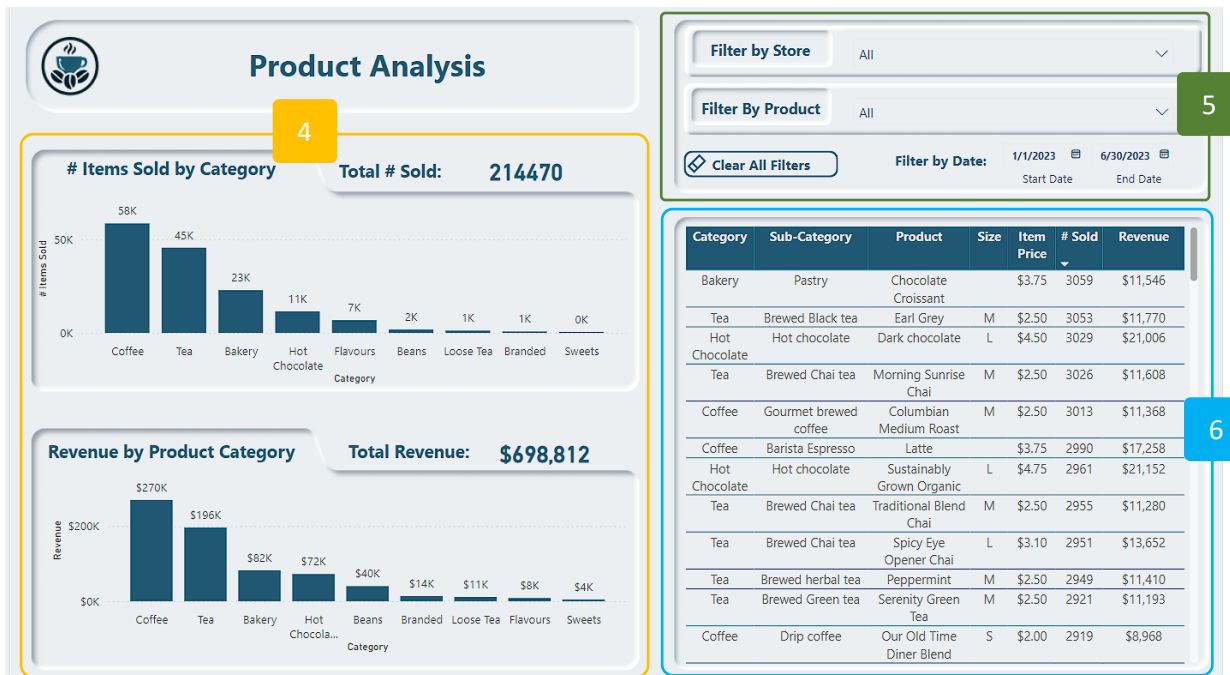 Product Analysis
4
# Items Sold by Category
Total # Sold:
214470
# Items Sold
50K
0K
58K
45K
23K
11K
7K
2K
1K
1K
0K
Coffee
Tea
Bakery
Hot
Chocolate
Flavours
Beans
Loose Tea
Branded
Sweets
Category
Revenue by Product Category
Total Revenue:
$698,812
Revenue
$200K
$0K
$270K
$196K
$82K
$72K
$40K
$14K
$11K
$8K
$4K
Coffee
Tea
Bakery
Hot
Chocola...
Beans
Branded
Loose Tea
Flavours
Sweets
Category
5
Filter by Store
All
Filter By Product
All
Clear All Filters
Filter by Date:
1/1/2023
6/30/2023
Start Date
End Date
6
Category Sub-Category Product Size Item # Sold Revenue
Price
Bakery Pastry Chocolate $3.75 3059 $11,546
Croissant
Tea Brewed Black tea Earl Grey M $2.50 3053 $11,770
Hot Hot chocolate Dark chocolate L $4.50 3029 $21,006
Chocolate
Tea Brewed Chai tea Morning Sunrise M $2.50 3026 $11,608
Chai
Coffee Gourmet brewed Columbian M $2.50 3013 $11,368
coffee Medium Roast
Coffee Barista Espresso Latte $3.75 2990 $17,258
Hot Hot chocolate Sustainably L $4.75 2961 $21,152
Chocolate Grown Organic
Tea Brewed Chai tea Traditional Blend M $2.50 2955 $11,280
Chai
Tea Brewed Chai tea Spicy Eye L $3.10 2951 $13,652
Opener Chai
Tea Brewed herbal tea Peppermint M $2.50 2949 $11,410
Tea Brewed Green tea Serenity Green M $2.50 2921 $11,193
Tea
Coffee Drip coffee Our Old Time S $2.00 2919 $8,968
Diner Blend